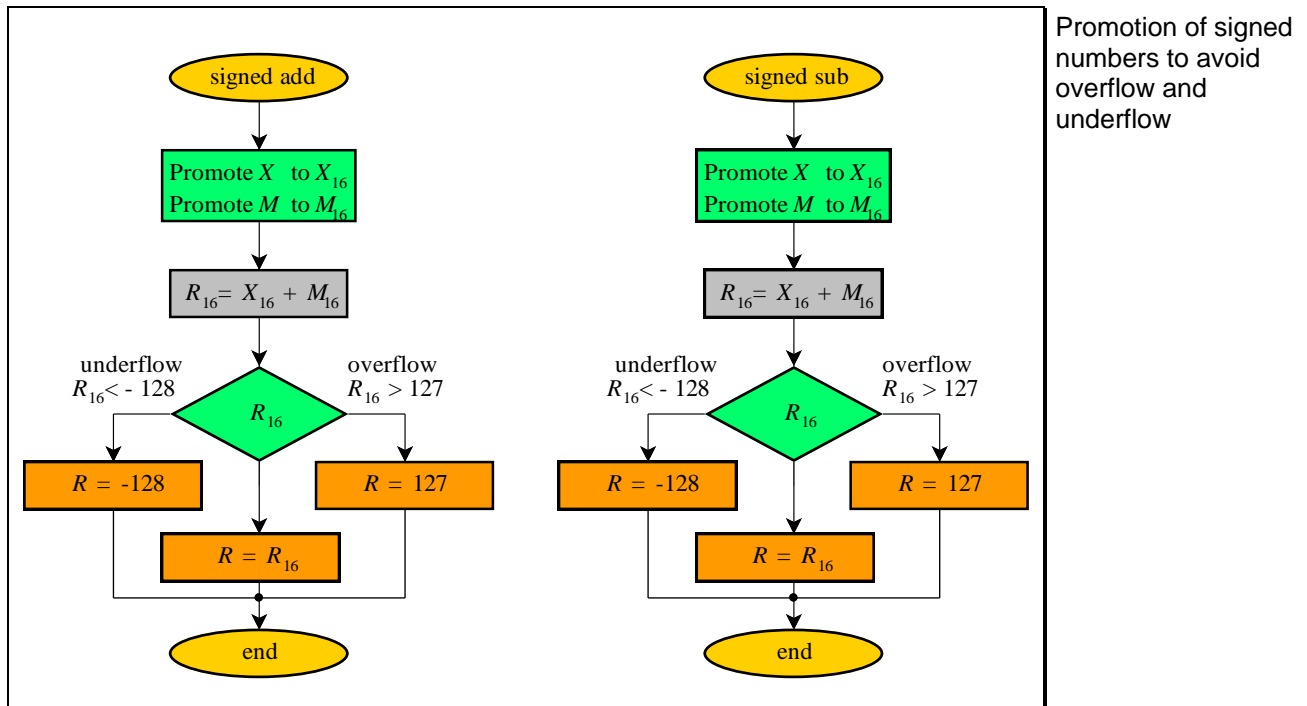 Promotion of signed
numbers to avoid
overflow and
underflow
signed add
Promote X to X16
Promote M to M16
R16= X16 + M16
underflow
R16< - 128
overflow
R16 > 127
R16
R = -128
R = 127
R = R16
end
signed sub
Promote X to X16
Promote M to M16
R16= X16 + M16
underflow
R16< - 128
overflow
R16 > 127
R16
R = -128
R = 127
R = R16
end